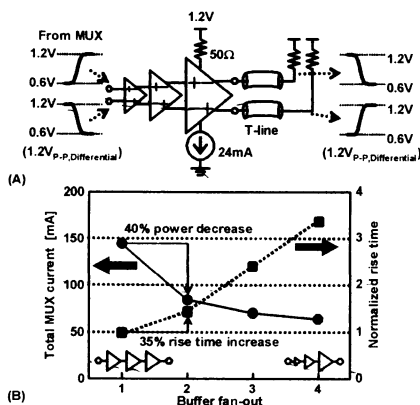 1.2V
From MUX
50Ω
1.2V
1.2V
0.6V
0.6V
1.2V
1.2V
0.6V
0.6V
T-line
(1.2VP-P,Differential)
24mA
(1.2VP-P,Differential)
(A)
200
4
40% power decrease
150
3
100
2
50
1
35% rise time increase
0
0
Total MUX current [mA]
Normalized rise time
1
2
3
4
(B)
Buffer fan-out